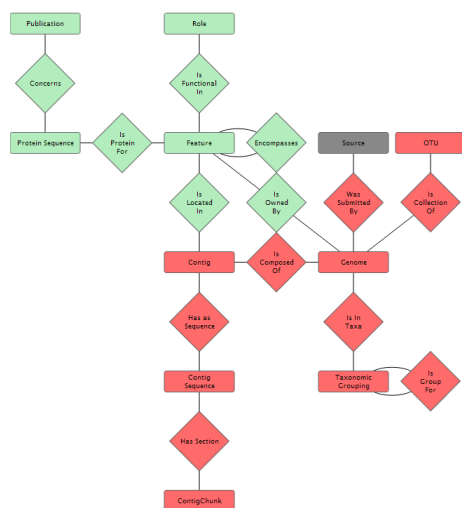 Publication
Role
Concerns
Is
Functional
In
Protein Sequence
Is
Protein
For
Feature
Encompasses
Source
OTU
Is
Located
In
Is
Owned
By
Was
Submitted
By
Is
Collection
Of
Contig
Is
Composed
Of
Genome
Has as
Sequence
Is In
Taxa
Contig
Sequence
Taxonomic
Grouping
Is
Group
For
Has Section
ContigChunk